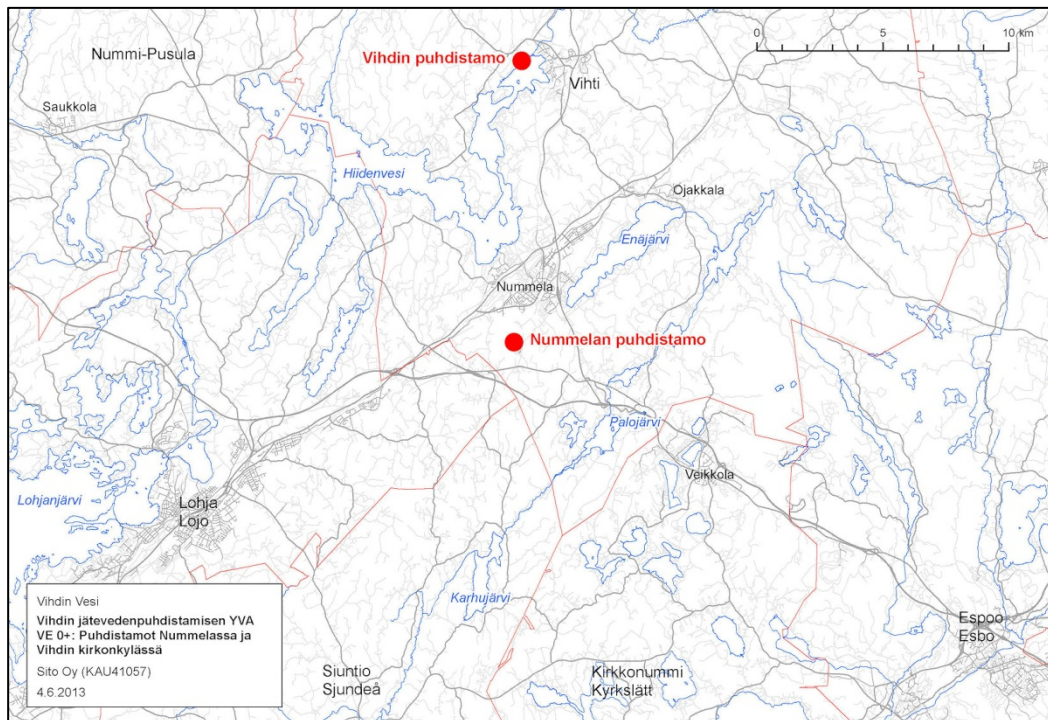 Nummi-Pusula
Vihdin puhdistamo
0 5 10 km
Vihti
Saukkola
Hiidenvesi
Ojakkala
Enäjärvi
Nummela
Nummelan puhdistamo
Palojärvi
Veikkola
Lohjanjärvi
Lohja
Lojo
Karhujärvi
Espoo
Esbo
Siuntio
Sjundeå
Kirkkonummi
Kyrkslätt
Vihdin Vesi
Vihdin jätevedenpuhdistamisen YVA
VE 0+: Puhdistamot Nummelassa ja
Vihdin kirkonkylässä
Sito Oy (KAU41057)
4.6.2013